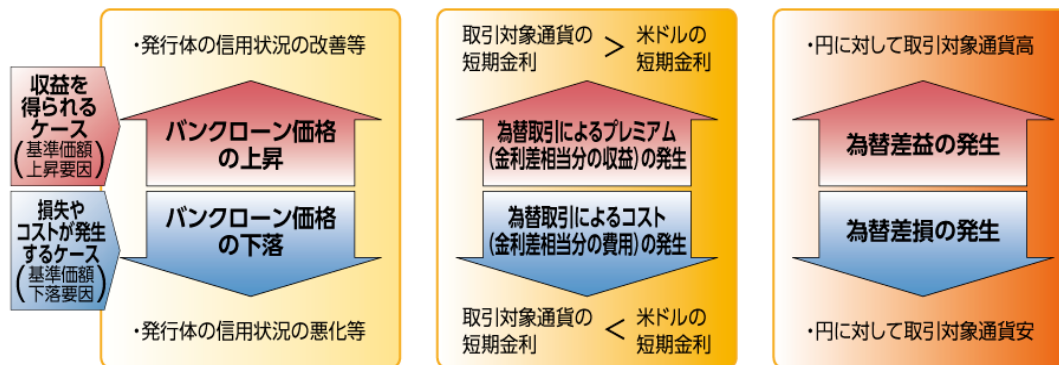 収益を
得られる
ケース
(基準価額
上昇要因)
損失や
コストが発生
するケース
(基準価額
下落要因)
・発行体の信用状況の改善等
バンクローン価格
の上昇
バンクローン価格
の下落
・発行体の信用状況の悪化等
取引対象通貨の > 米ドルの
短期金利 短期金利
為替取引によるプレミアム
(金利差相当分の収益)の発生
為替取引によるコスト
(金利差相当分の費用)の発生
取引対象通貨の < 米ドルの
短期金利 短期金利
・円に対して取引対象通貨高
為替差益の発生
為替差損の発生
・円に対して取引対象通貨安